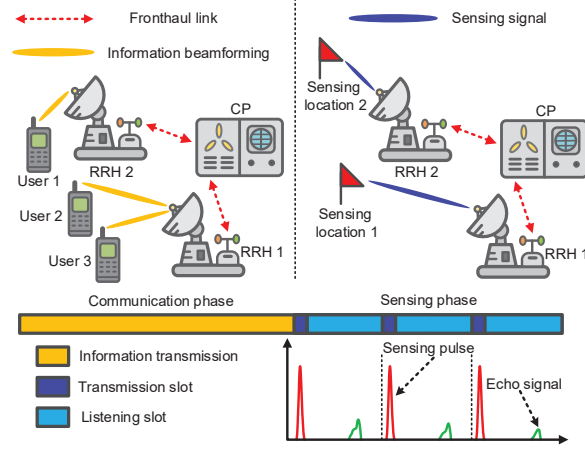 Fronthaul link
Information beamforming
Sensing signal
CP
RRH 2
User 1
User 2
User 3
RRH 1
Sensing
location 2
CP
RRH 2
Sensing
location 1
RRH 1
Communication phase
Sensing phase
Information transmission
Transmission slot
Listening slot
Sensing pulse
Echo signal